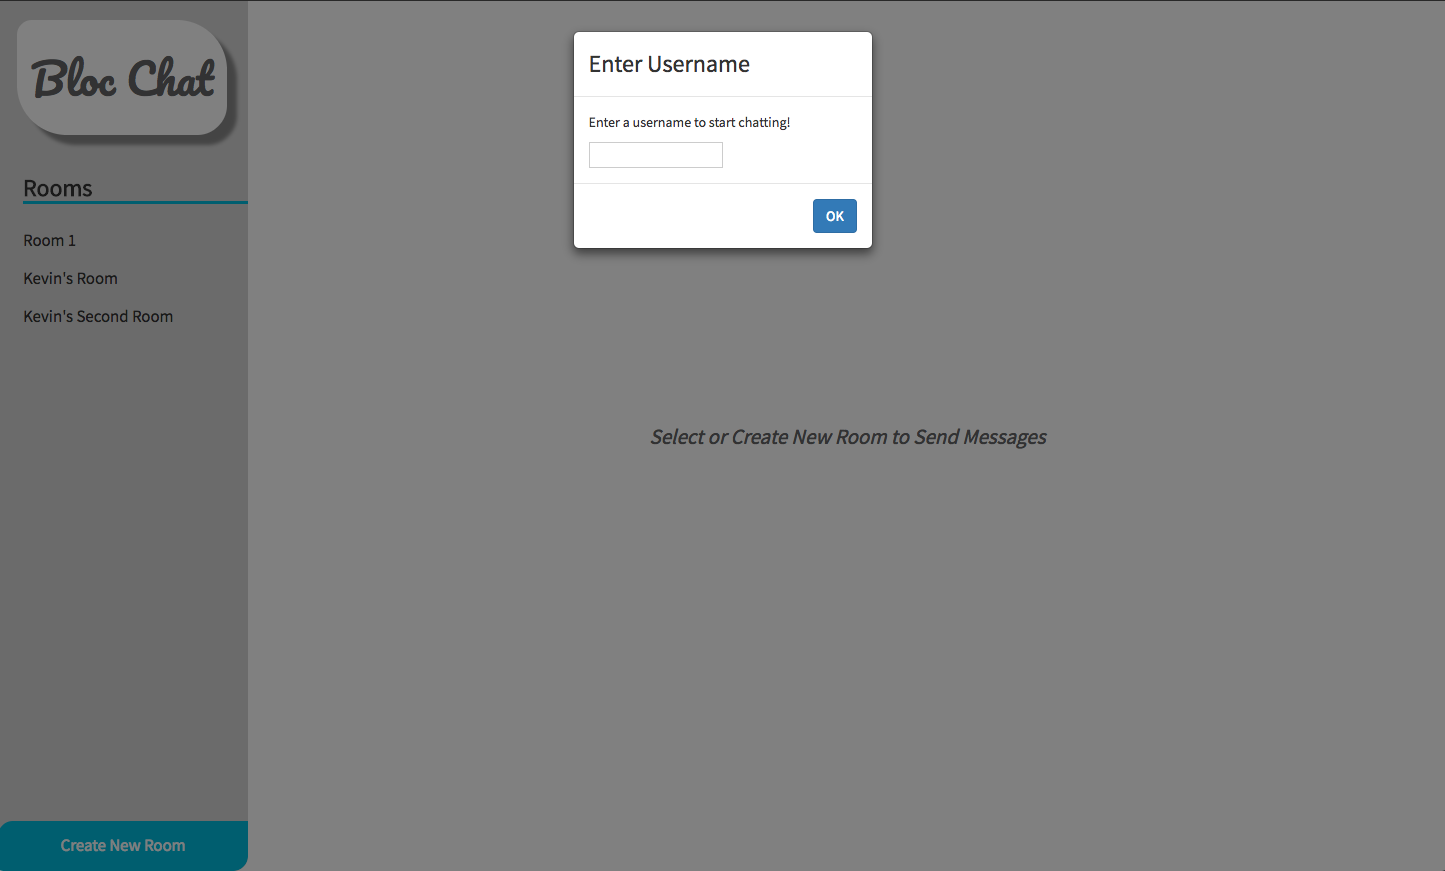 Bloc Chat
Rooms
Room 1
Kevin's Room
Kevin's Second Room
Create New Room
Enter Username
Enter a username to start chatting!
OK
Select or Create New Room to Send Messages